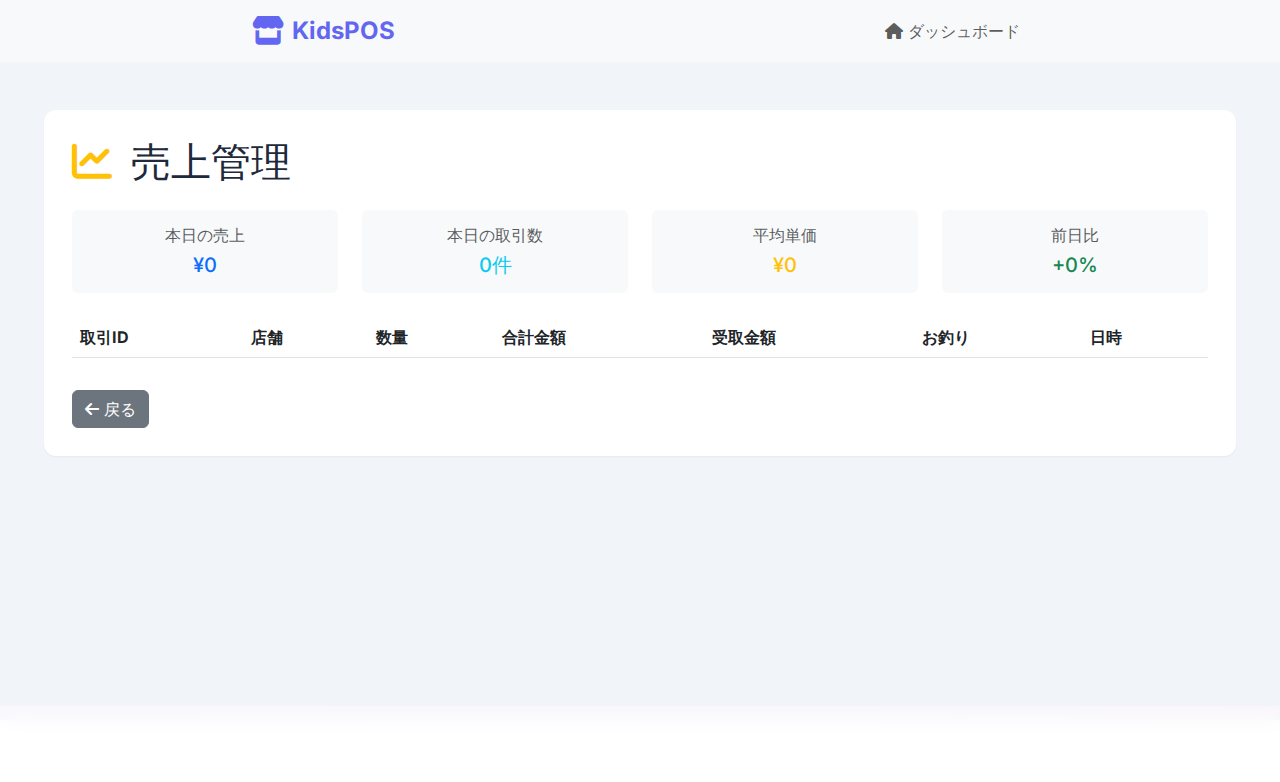 KidsPOS
ダッシュボード
売上管理
本日の売上
¥0
本日の取引数
0件
平均単価
¥0
前日比
+0%
取引ID 店舗 数量 合計金額 受取金額 お釣り 日時
戻る